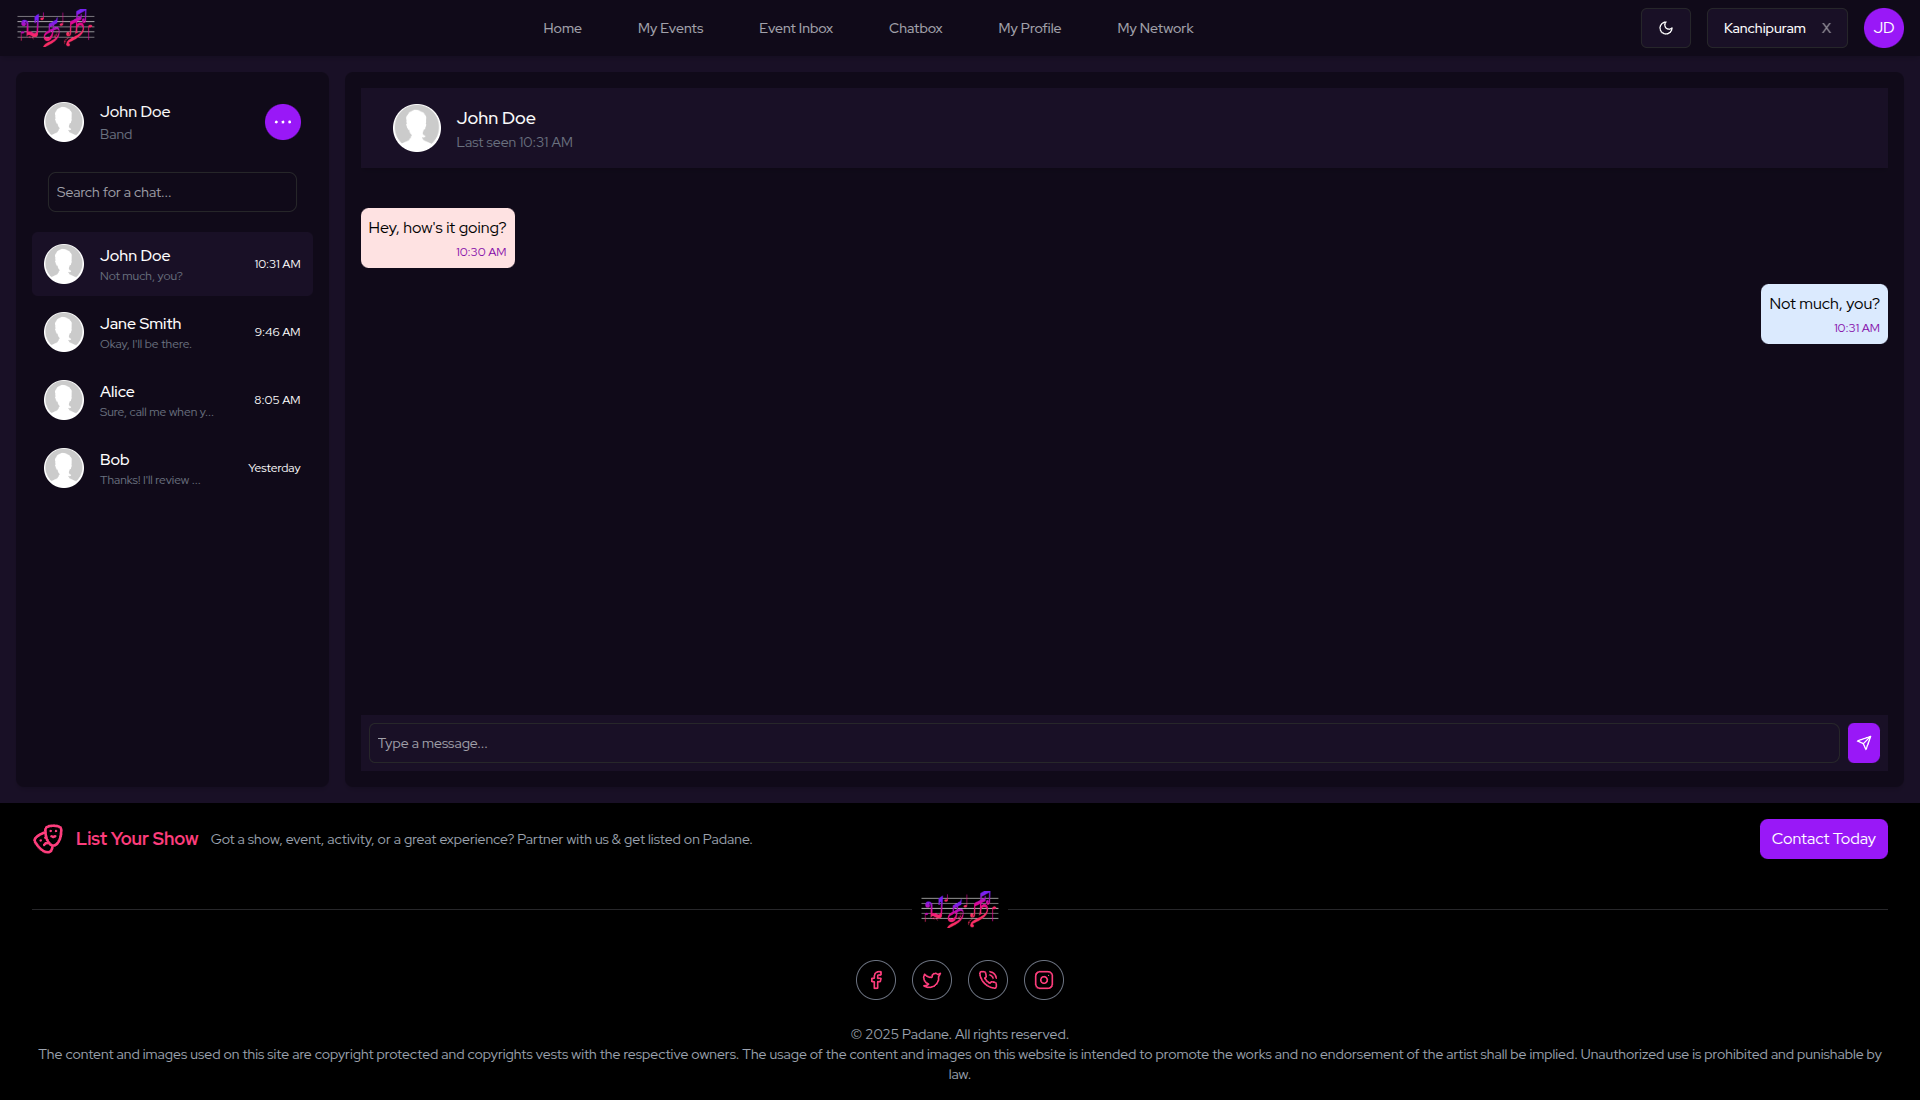 Home
My Events
Event Inbox
Chatbox
My Profile
My Network
Kanchipuram X
JD
John Doe
Band
Search for a chat...
John Doe
10:31 AM
Not much, you?
Jane Smith
9:46 AM
Okay, I'll be there.
Alice
8:05 AM
Sure, call me when y...
Bob
Yesterday
Thanks! I'll review ...
John Doe
Last seen 10:31 AM
Hey, how's it going?
10:30 AM
Not much, you?
10:31 AM
Type a message...
List Your Show
Got a show, event, activity, or a great experience? Partner with us & get listed on Padane.
Contact Today
© 2025 Padane. All rights reserved.
The content and images used on this site are copyright protected and copyrights vests with the respective owners. The usage of the content and images on this website is intended to promote the works and no endorsement of the artist shall be implied. Unauthorized use is prohibited and punishable by
law.